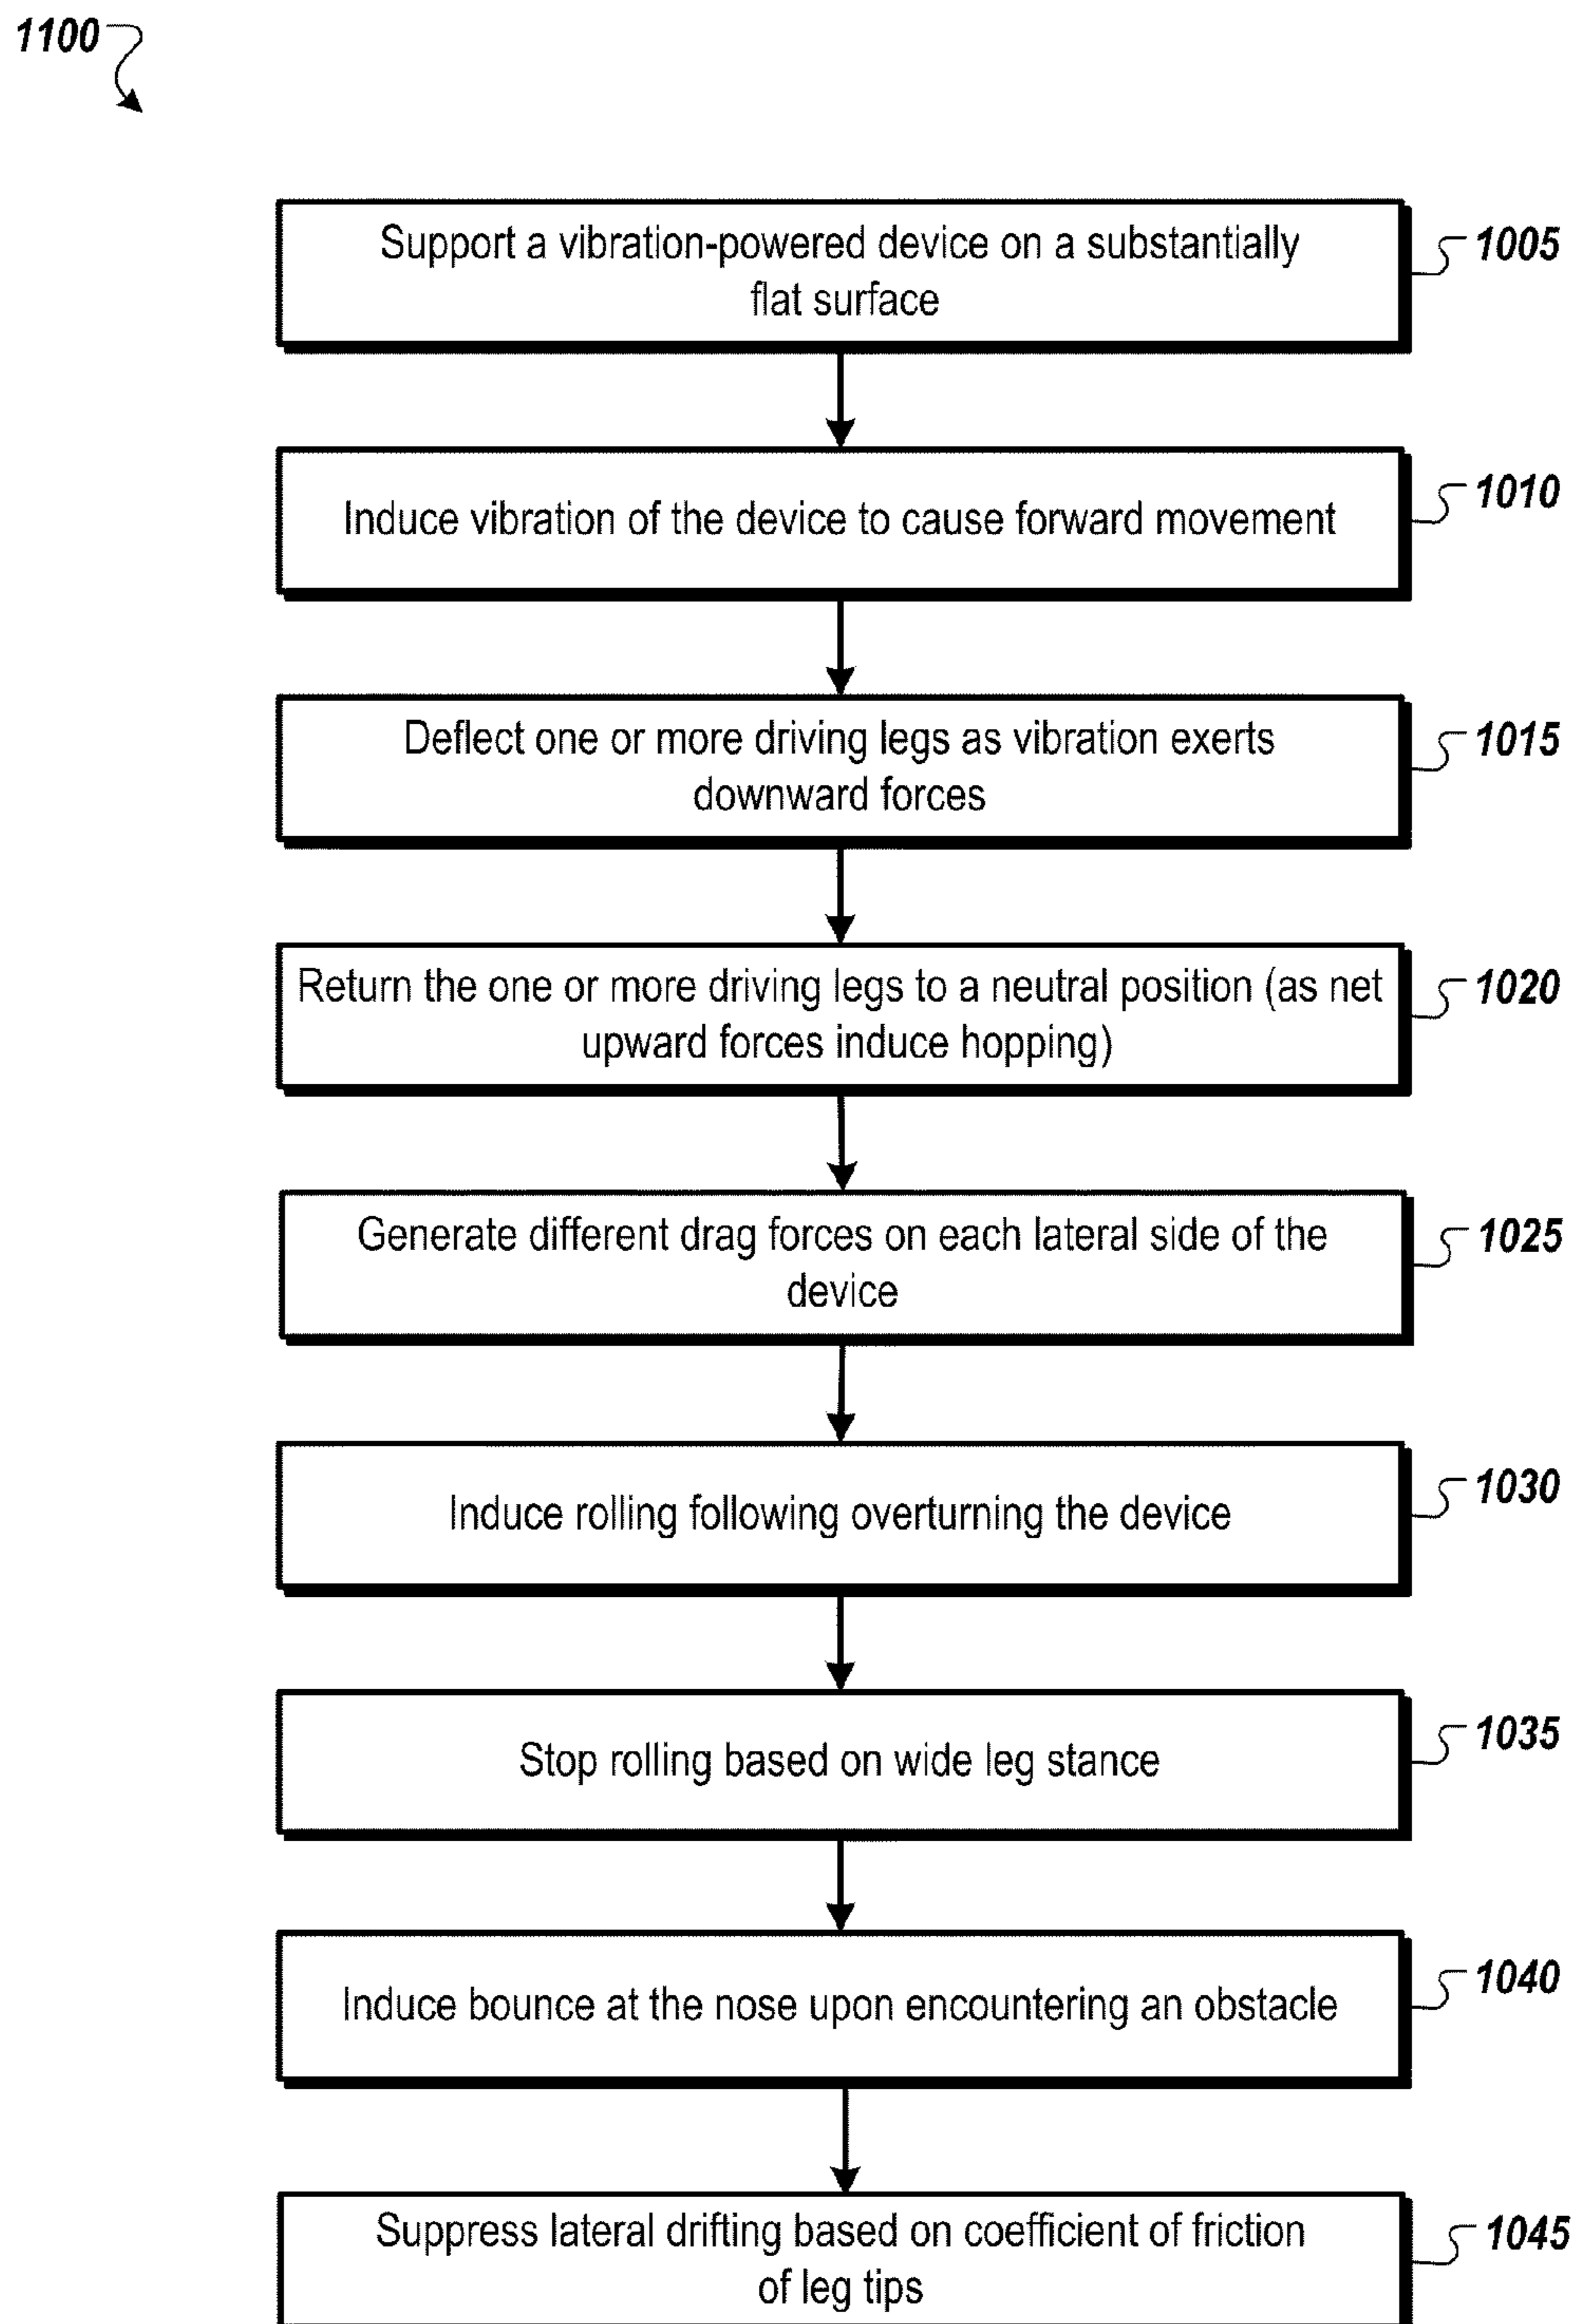 1100
Support a vibration-powered device on a substantially
flat surface
1005
Induce vibration of the device to cause forward movement
1010
Deflect one or more driving legs as vibration exerts
downward forces
1015
Return the one or more driving legs to a neutral position (as net
upward forces induce hopping)
1020
Generate different drag forces on each lateral side of the
device
1025
Induce rolling following overturning the device
1030
Stop rolling based on wide leg stance
1035
Induce bounce at the nose upon encountering an obstacle
1040
Suppress lateral drifting based on coefficient of friction
of leg tips
1045